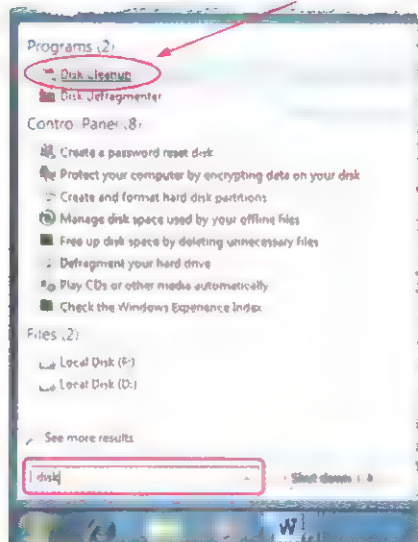 Programs (2)
Disk Cleanup
Disk Defragmenter
Control Panel (8)
Create a password reset disk
Protect your computer by encrypting data on your disk
Create and format hard disk partitions
Manage disk space used by your offline files
Free up disk space by deleting unnecessary files
Defragment your hard drive
Play CDs or other media automatically
Check the Windows Experience Index
Files (2)
Local Disk (F:)
Local Disk (D:)
See more results
disk
Shut down
W